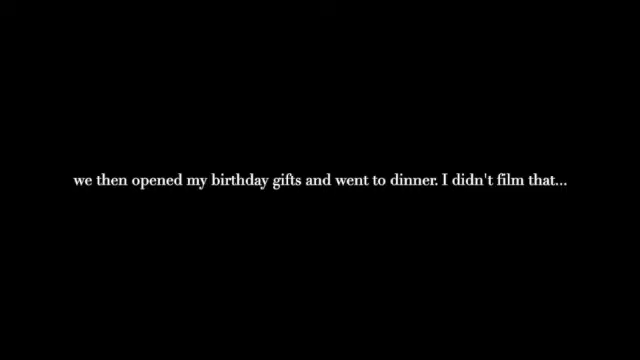 we then opened my birthday gifts and went to dinner. I didn't film that...